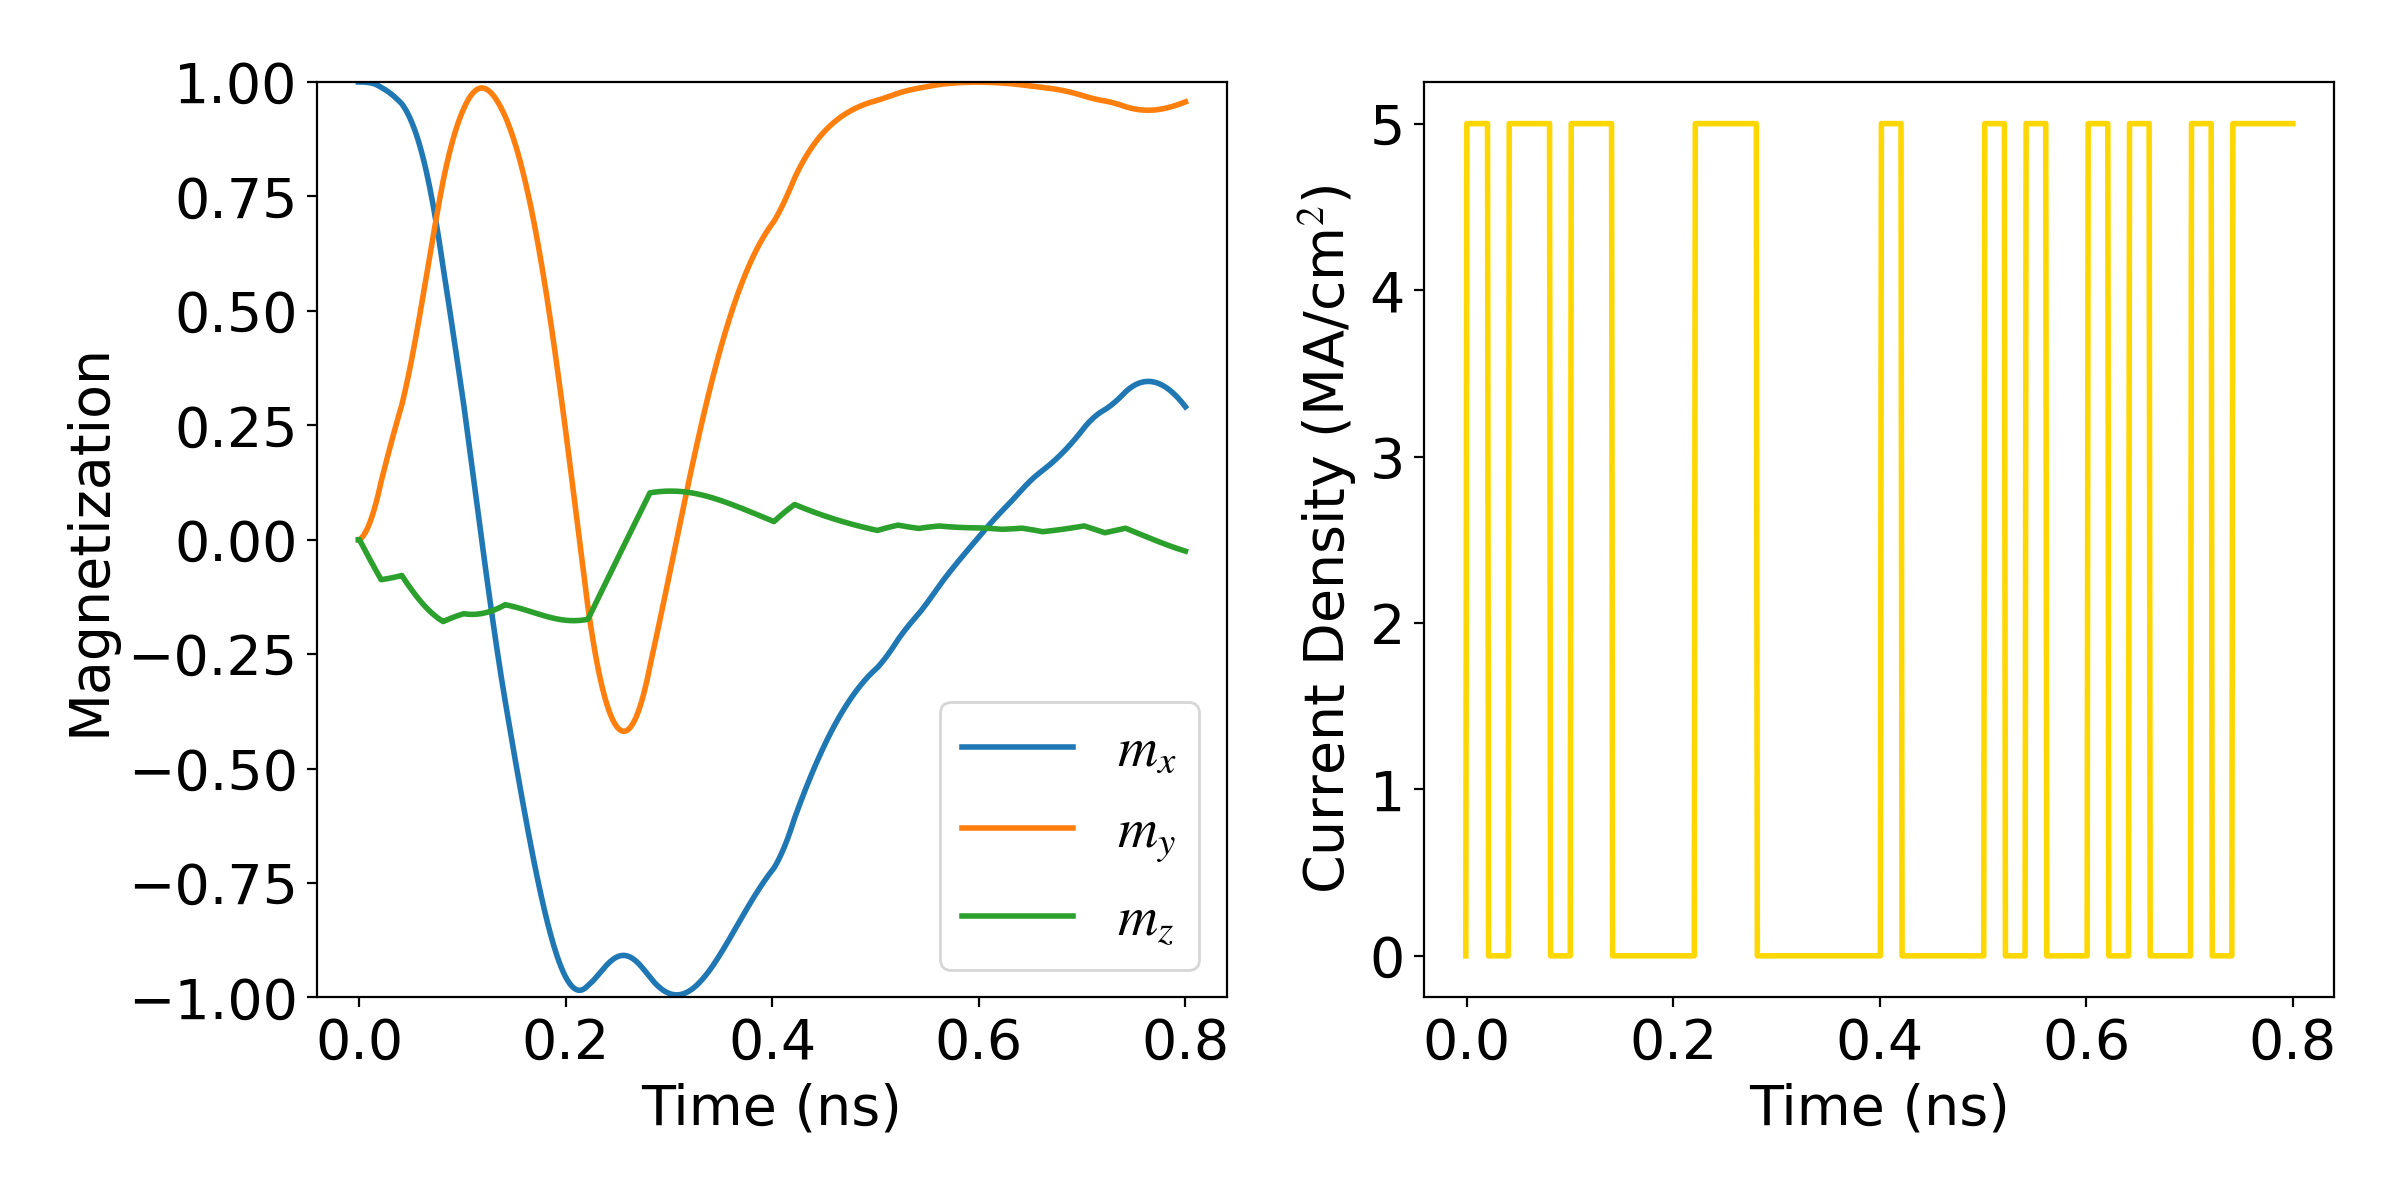 1.00
0.75
0.50
0.25
0.00
−0.25
−0.50
−0.75
−1.00
Magnetization
0.0 0.2 0.4 0.6 0.8
Time (ns)
m_x
m_y
m_z
5
4
3
2
1
0
Current Density (MA/cm²)
0.0 0.2 0.4 0.6 0.8
Time (ns)